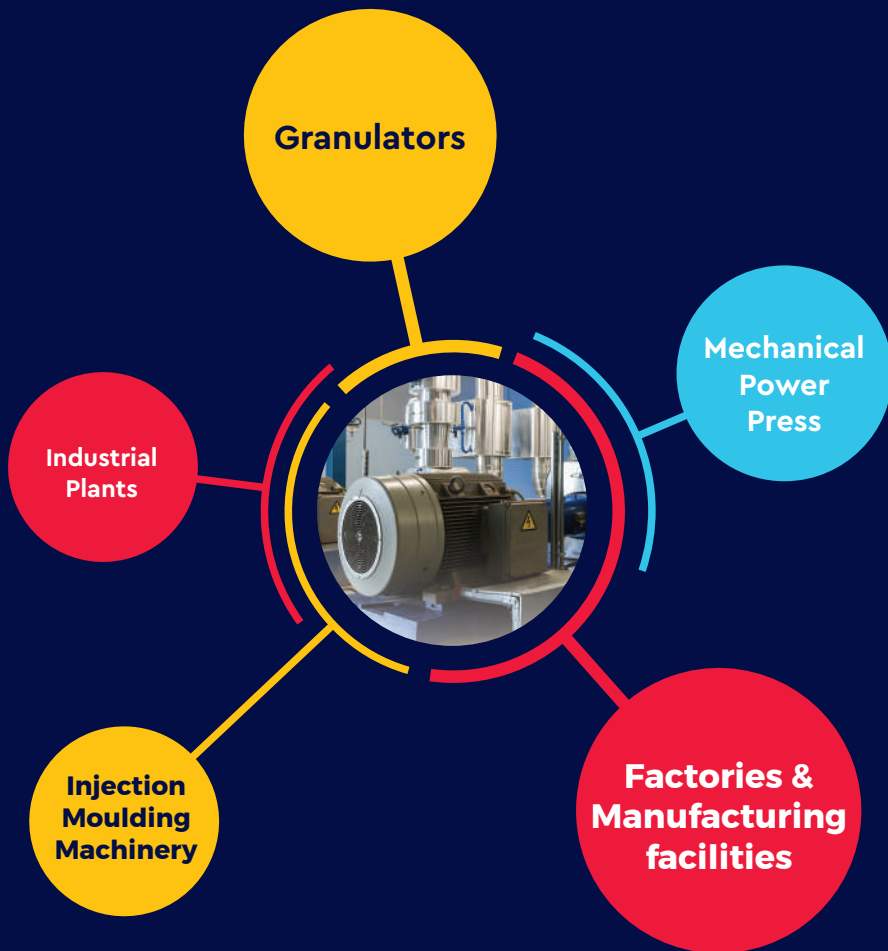 Granulators
Mechanical
Power
Press
Industrial
Plants
Injection
Moulding
Machinery
Factories &
Manufacturing
facilities